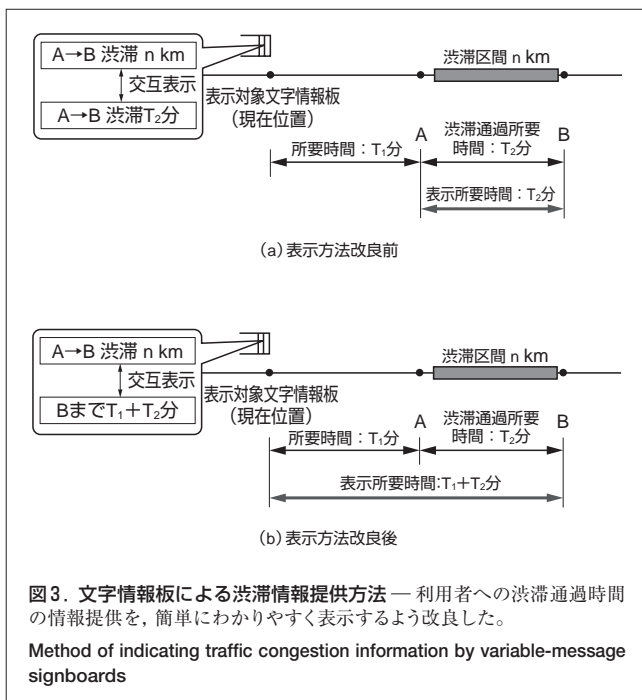 A→B 渋滞 n km
交互表示
A→B 渋滞T₂分
表示対象文字情報板
(現在位置)
渋滞区間 n km
A
渋滞通過所要
時間:T₂分
B
所要時間:T₁分
表示所要時間:T₂分
(a)表示方法改良前
A→B 渋滞 n km
交互表示
BまでT₁+T₂分
表示対象文字情報板
(現在位置)
渋滞区間 n km
A
渋滞通過所要
時間:T₂分
B
所要時間:T₁分
表示所要時間:T₁+T₂分
(b)表示方法改良後
図3.文字情報板による渋滞情報提供方法 — 利用者への渋滞通過時間
の情報提供を,簡単にわかりやすく表示するよう改良した。
Method of indicating traffic congestion information by variable-message
signboards